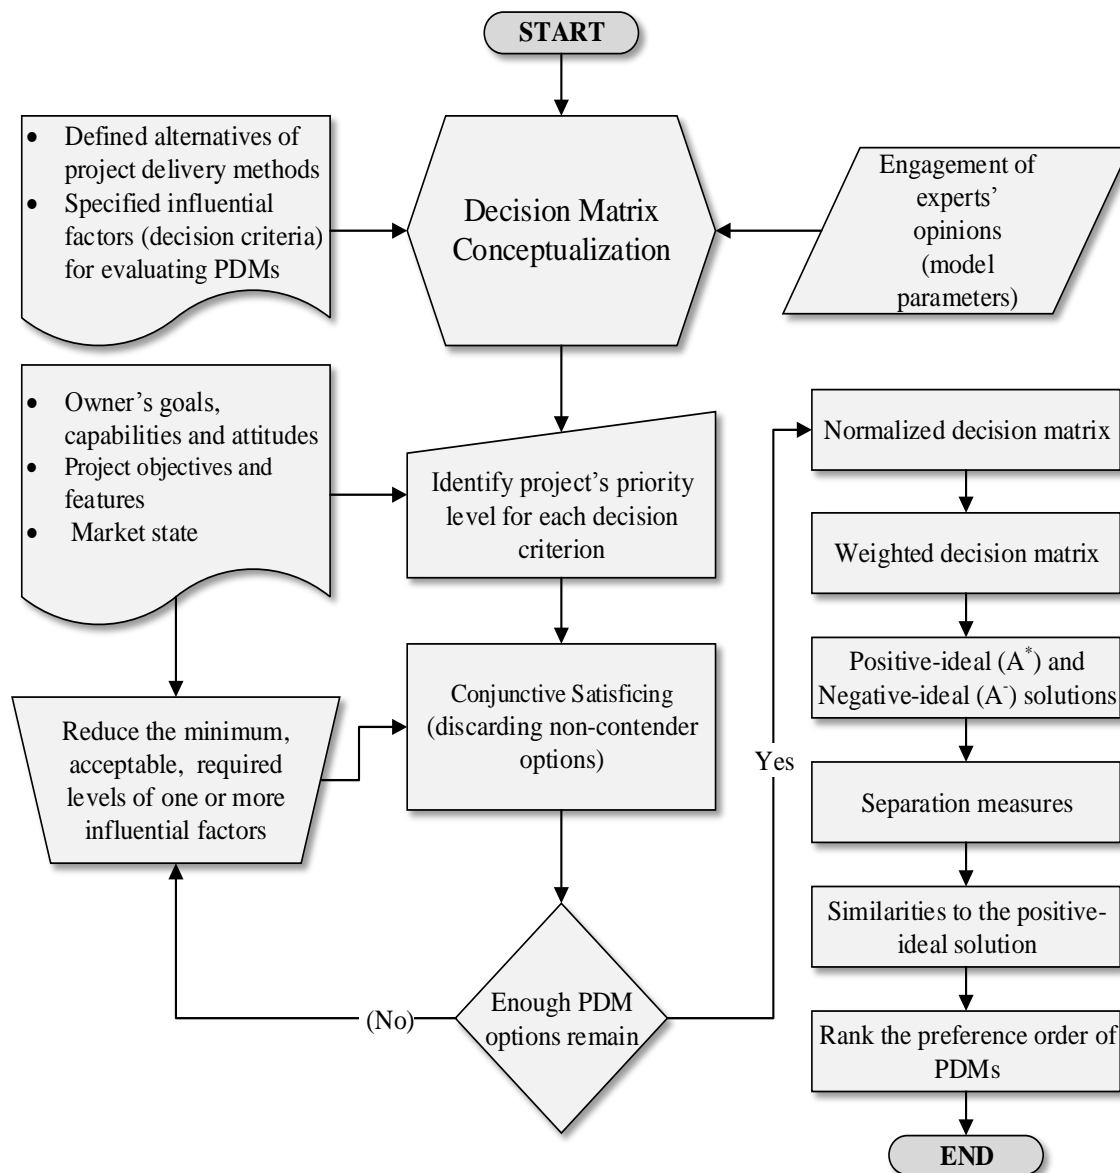 START
• Defined alternatives of
project delivery methods
• Specified influential
factors (decision criteria)
for evaluating PDMs
Decision Matrix
Conceptualization
Engagement of
experts’
opinions
(model
parameters)
• Owner’s goals,
capabilities and attitudes
• Project objectives and
features
• Market state
Identify project’s priority
level for each decision
criterion
Reduce the minimum,
acceptable, required
levels of one or more
influential factors
Conjunctive Satisficing
(discarding non-contender
options)
Enough PDM
options remain
(No)
Yes
Normalized decision matrix
Weighted decision matrix
Positive-ideal (A*) and
Negative-ideal (A-) solutions
Separation measures
Similarities to the positive-
ideal solution
Rank the preference order of
PDMs
END